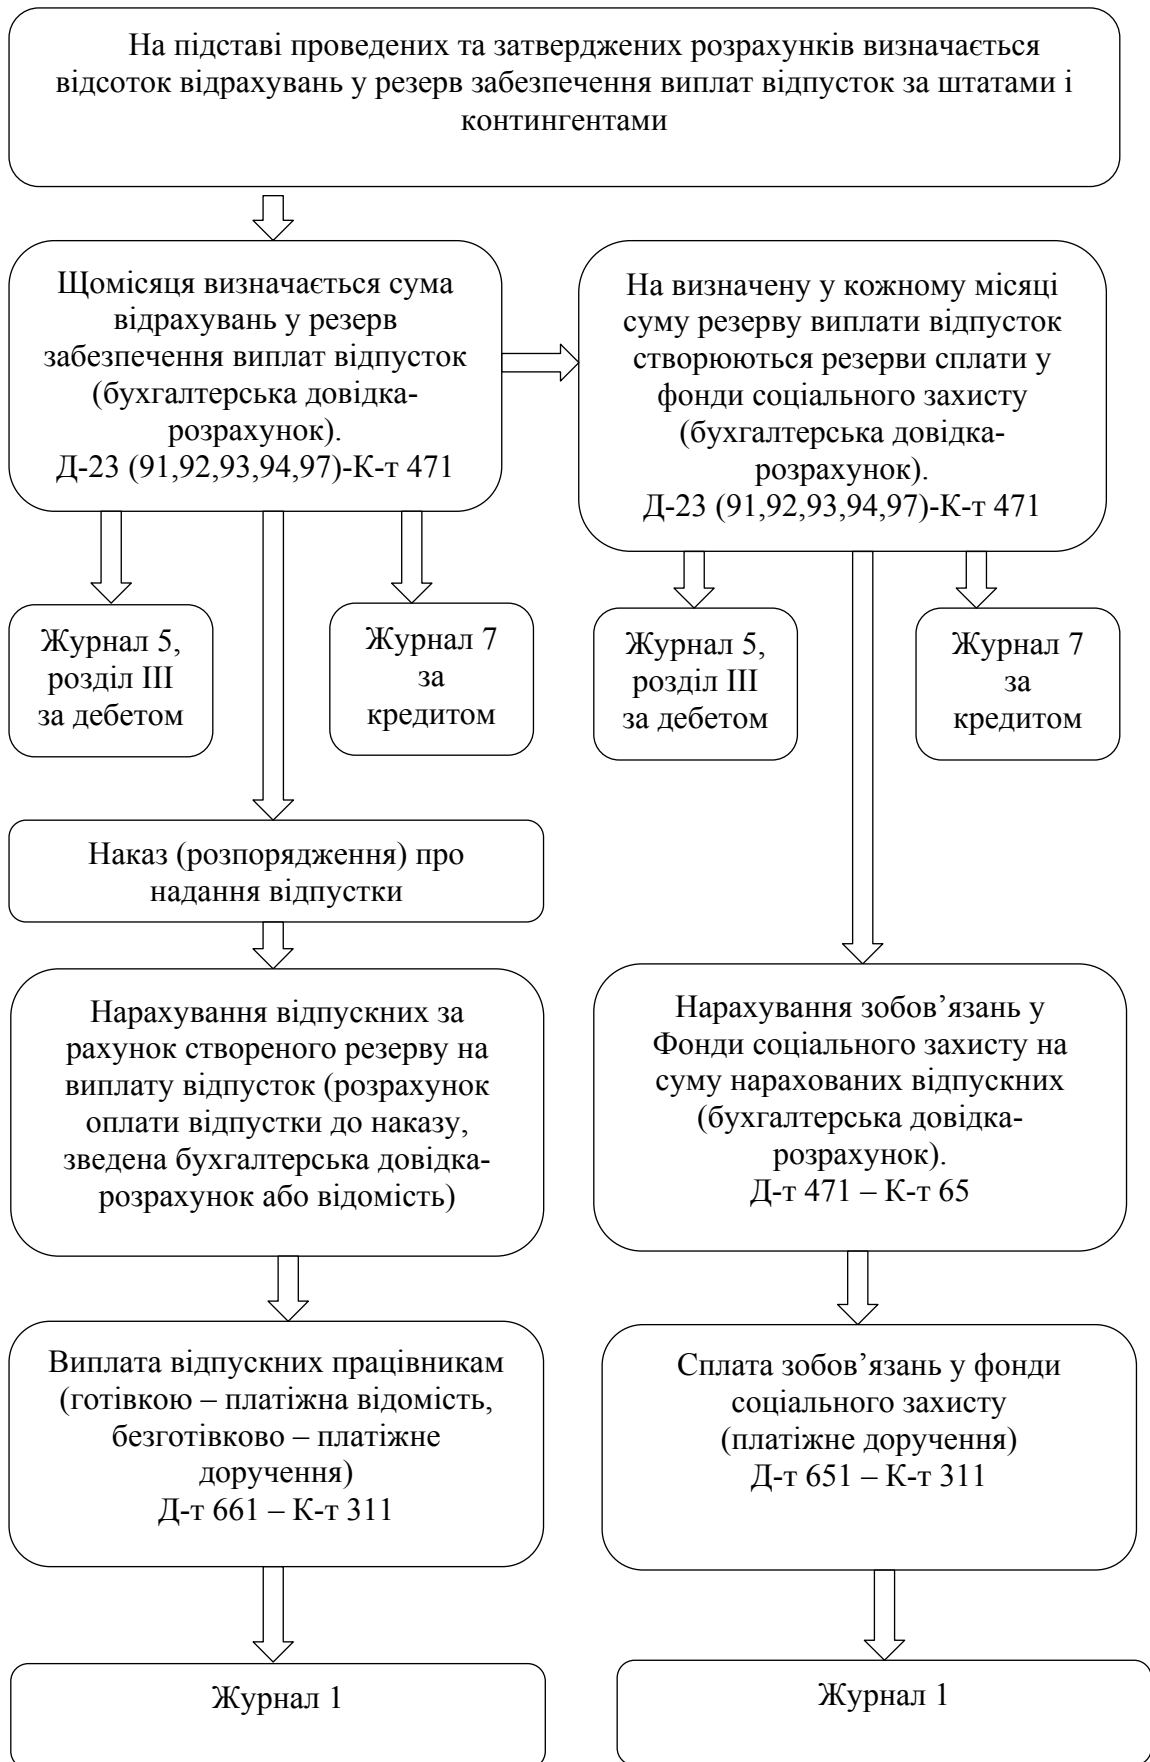 На підставі проведених та затверджених розрахунків визначається
відсоток відрахувань у резерв забезпечення виплат відпусток за штатами і
контингентами
Щомісяця визначається сума
відрахувань у резерв
забезпечення виплат відпусток
(бухгалтерська довідка-
розрахунок).
Д-23 (91,92,93,94,97)-К-т 471
На визначену у кожному місяці
суму резерву виплати відпусток
створюються резерви сплати у
фонди соціального захисту
(бухгалтерська довідка-
розрахунок).
Д-23 (91,92,93,94,97)-К-т 471
Журнал 5,
розділ ІІІ
за дебетом
Журнал 7
за
кредитом
Журнал 5,
розділ ІІІ
за дебетом
Журнал 7
за
кредитом
Наказ (розпорядження) про
надання відпустки
Нарахування відпускних за
рахунок створеного резерву на
виплату відпусток (розрахунок
оплати відпустки до наказу,
зведена бухгалтерська довідка-
розрахунок або відомість)
Нарахування зобов’язань у
Фонди соціального захисту на
суму нарахованих відпускних
(бухгалтерська довідка-
розрахунок).
Д-т 471 – К-т 65
Виплата відпускних працівникам
(готівкою – платіжна відомість,
безготівково – платіжне
доручення)
Д-т 661 – К-т 311
Сплата зобов’язань у фонди
соціального захисту
(платіжне доручення)
Д-т 651 – К-т 311
Журнал 1
Журнал 1